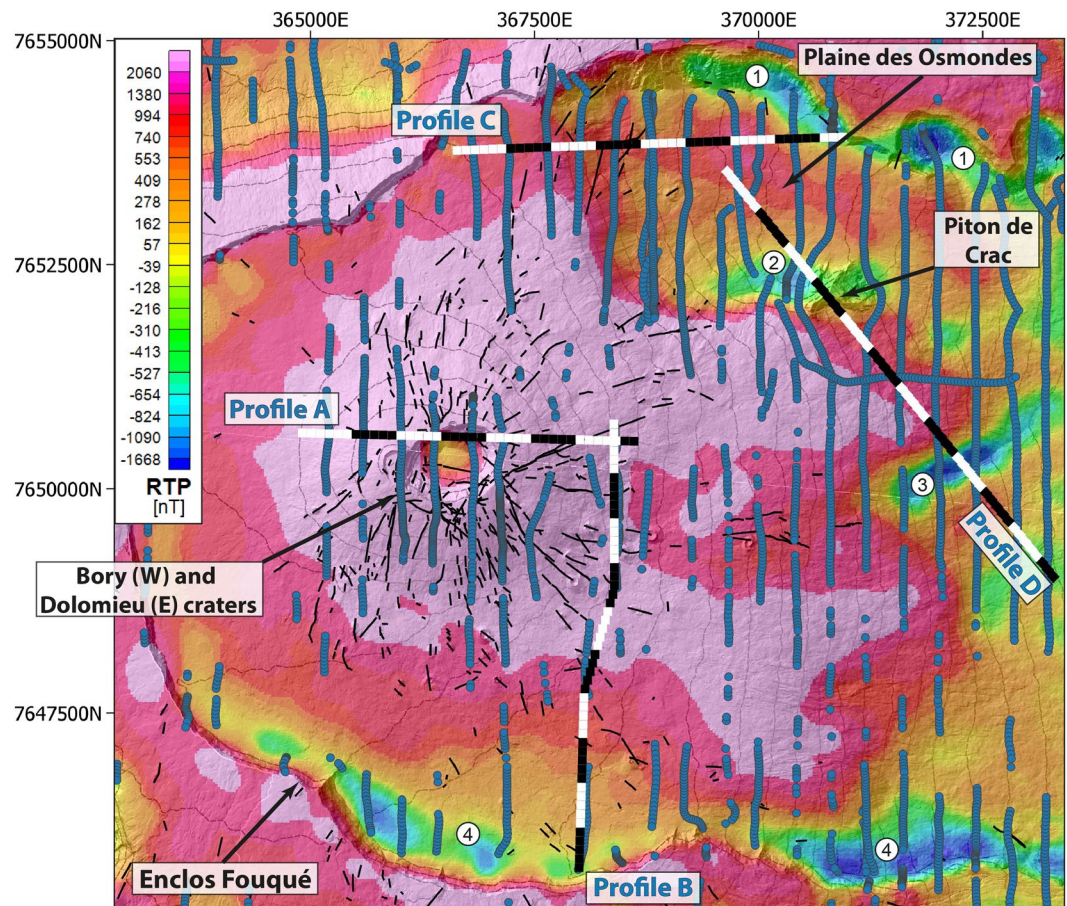 365000E
367500E
370000E
372500E
7655000N
7652500N
7650000N
7647500N
2060
1380
994
740
553
409
278
162
57
-39
-128
-216
-310
-413
-527
-654
-824
-1090
-1668
RTP
[nT]
Plaine des Osmondes
Profile C
1
1
Piton de
Crac
2
Profile A
3
Profile D
Bory (W) and
Dolomieu (E) craters
4
4
Enclos Fouqué
Profile B